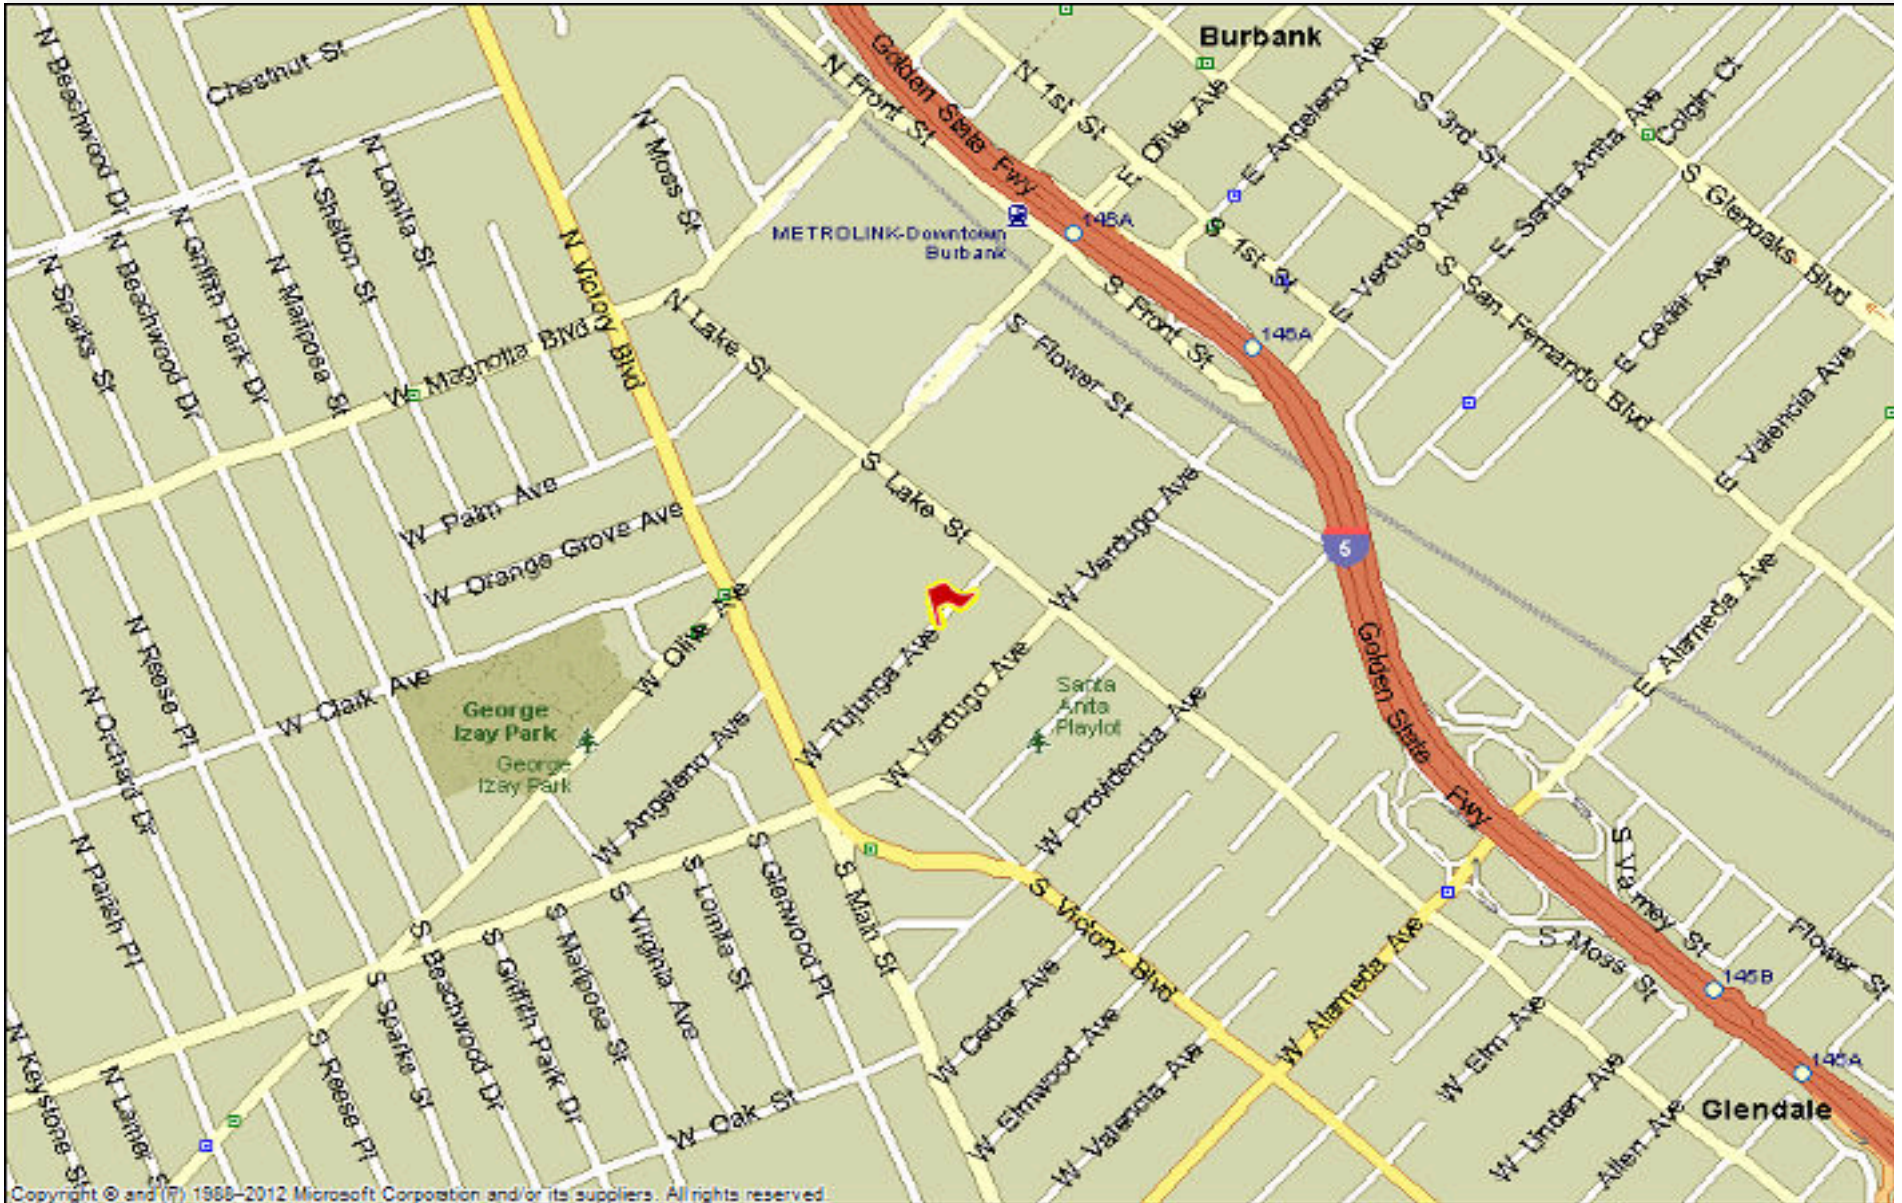 Burbank
Golden State Fwy
N Beachwood Dr
Chestnut St
N Front St
N 1st St
E Olive Ave
E Angeleno Ave
S 3rd St
E Santa Anita Ave
Colgin Ct
S Glenoaks Blvd
N Moss St
N Lomita St
N Shelton St
N Griffith Park Dr
N Beachwood Dr
N Mariposa St
N Sparks St
N Victory Blvd
METROLINK-Downtown
Burbank
146A
S 1st St
E Verdugo Ave
S San Fernando Blvd
E Cedar Ave
E Valencia Ave
S Front St
145A
N Lake St
S Flower St
W Magnolia Blvd
W Palm Ave
W Orange Grove Ave
S Lake St
W Verdugo Ave
5
E Alameda Ave
W Olive Ave
W Tujunga Ave
W Verdugo Ave
Santa
Anita
Playlot
Golden State Fwy
W Clark Ave
George
Izay Park
George
Izay Park
N Reese Pl
N Orchard Dr
W Angeleno Ave
W Providencia Ave
N Parish Pl
S Glenwood Pl
S Lomita St
S Virginia Ave
S Mariposa St
S Griffith Park Dr
S Beachwood Dr
S Sparks St
S Reese Pl
S Main St
S Victory Blvd
S Varney St
Flower St
S Moss St
145B
W Alameda Ave
W Cedar Ave
W Elmwood Ave
W Valencia Ave
W Elm Ave
W Linden Ave
Allen Ave
145A
Glendale
W Oak St
N Keystone St
N Lamer St
Copyright © and (P) 1988–2012 Microsoft Corporation and/or its suppliers. All rights reserved.